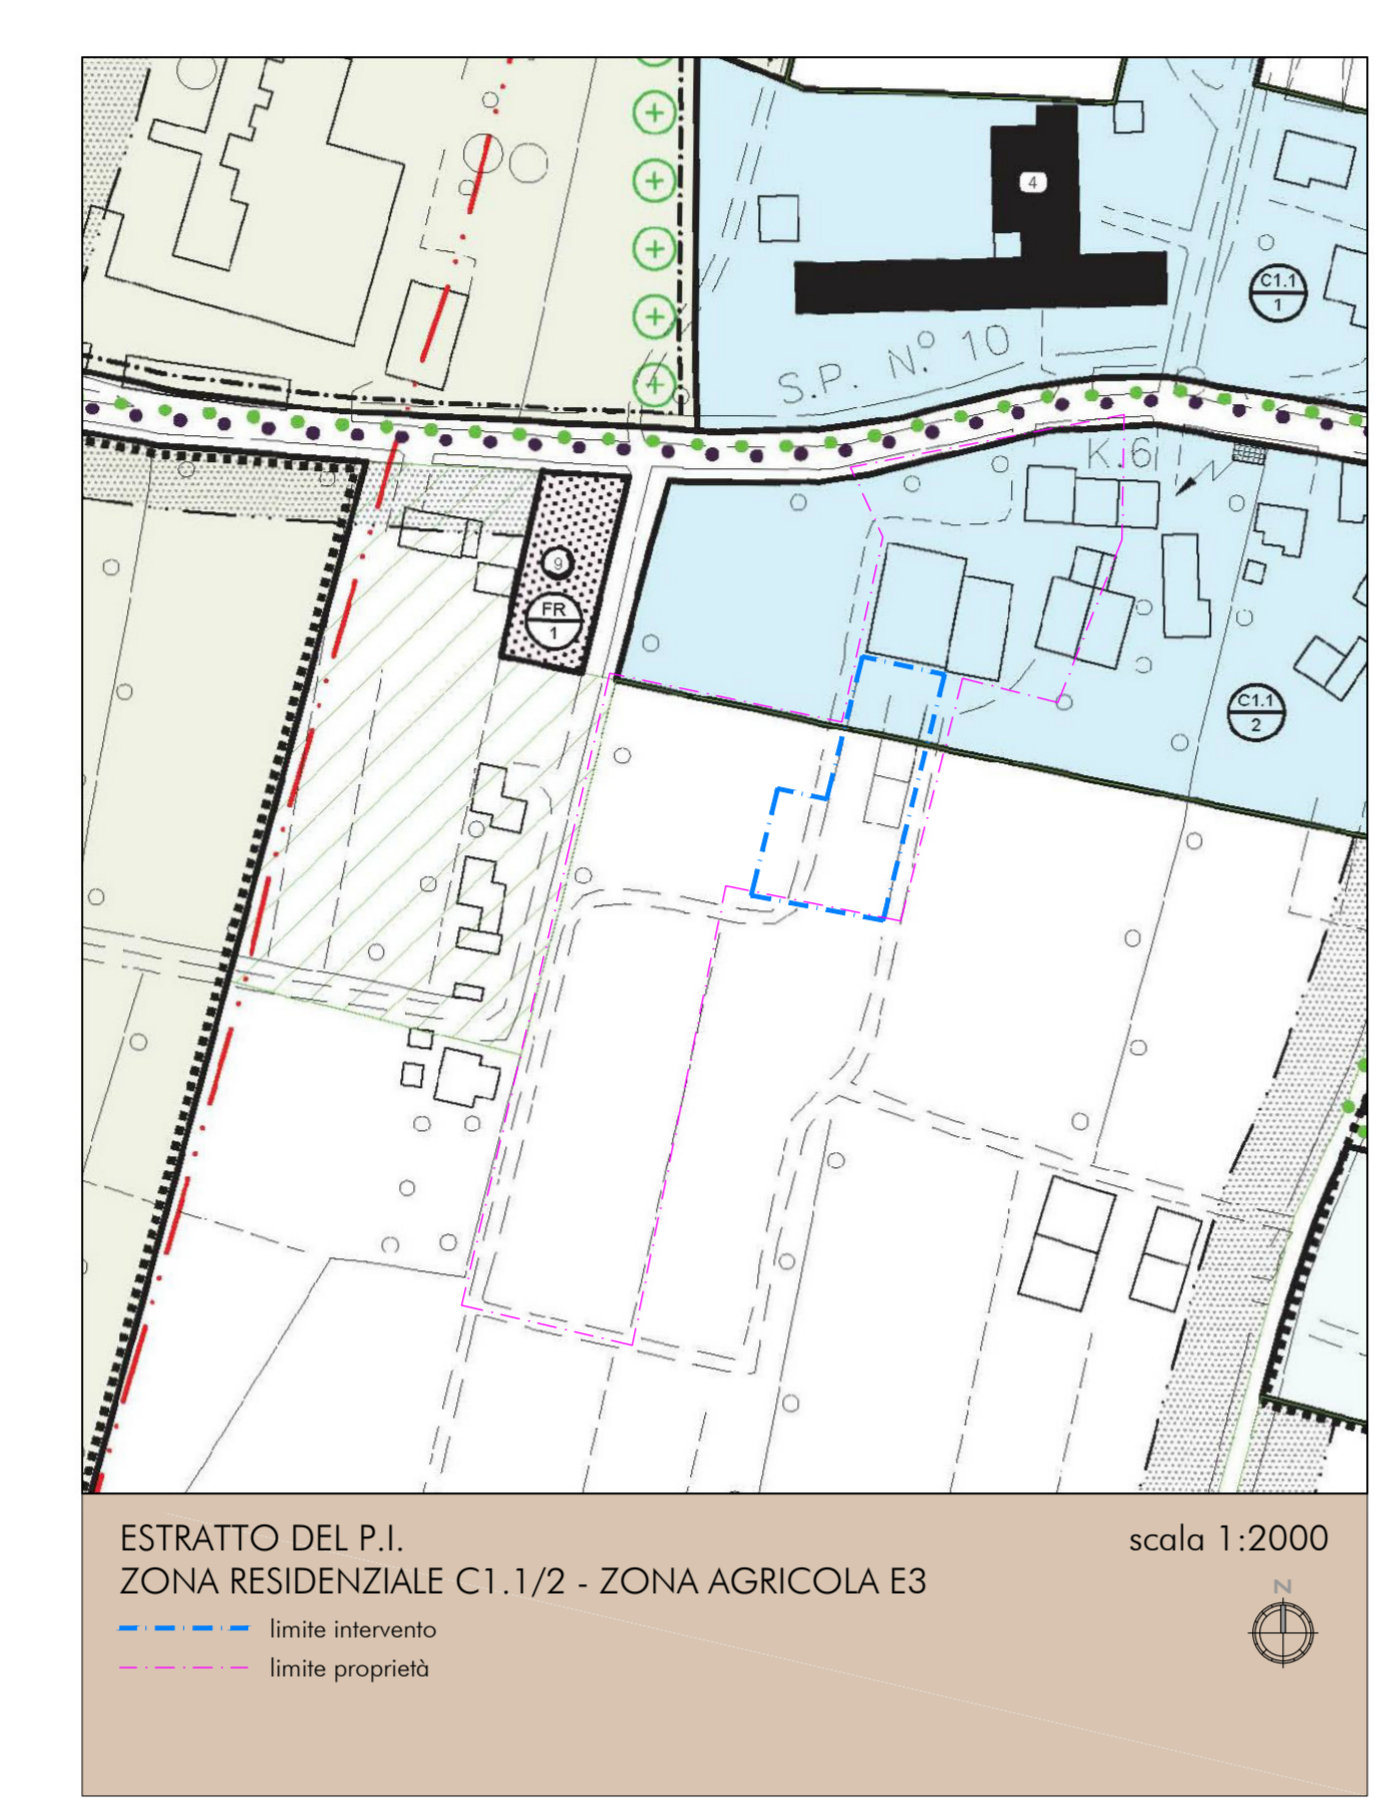 4
C1.1
1
S.P. N.º 10
K.6
9
FR
1
C1.1
2
ESTRATTO DEL P.I.
scala 1:2000
ZONA RESIDENZIALE C1.1/2 - ZONA AGRICOLA E3
N
limite intervento
limite proprietà